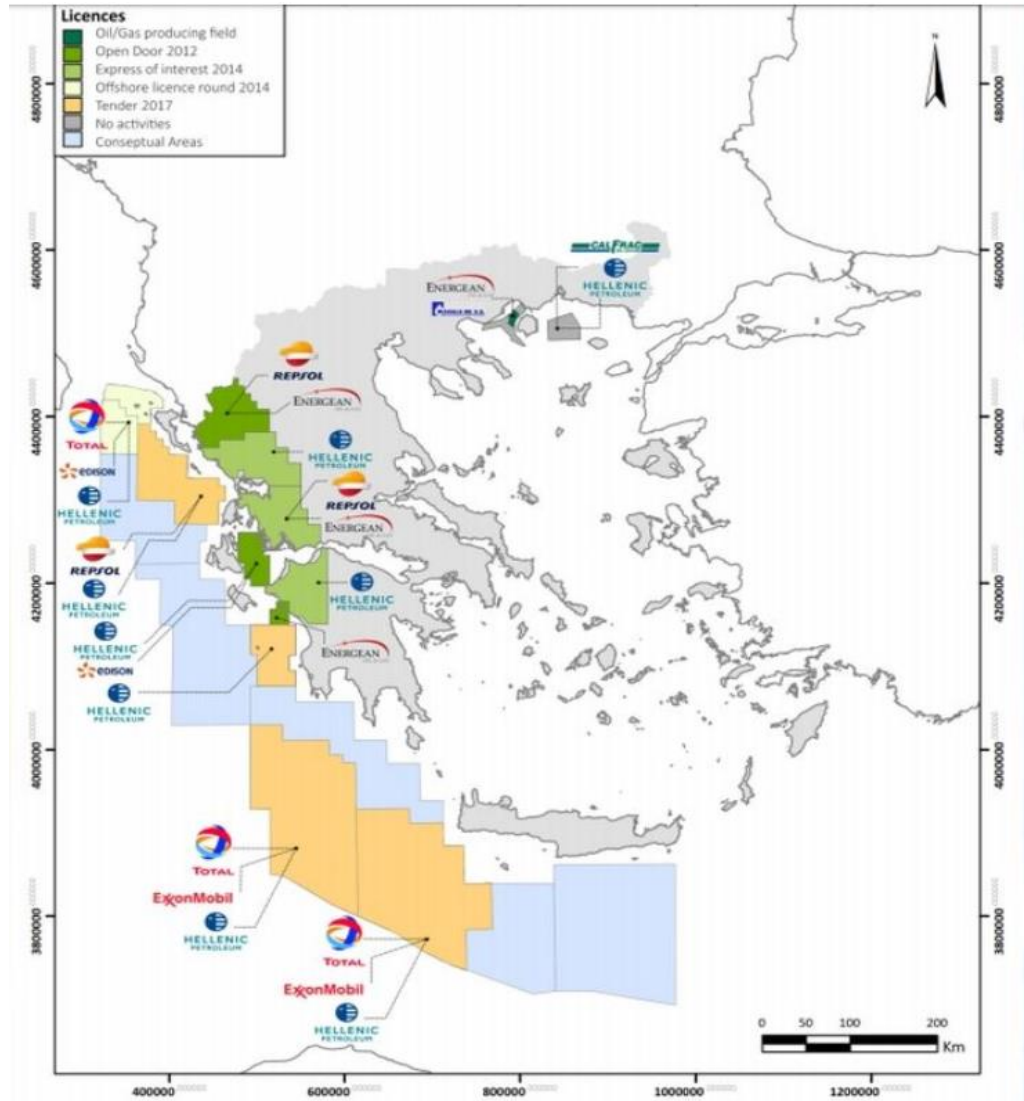 Licences
Oil/Gas producing field
Open Door 2012
Express of interest 2014
Offshore licence round 2014
Tender 2017
No activities
Conseptual Areas
N
CALFRAC
HELLENIC
PETROLEUM
ENERGEAN
REPSOL
ENERGEAN
HELLENIC
PETROLEUM
REPSOL
ENERGEAN
HELLENIC
PETROLEUM
ENERGEAN
TOTAL
EDISON
HELLENIC
PETROLEUM
REPSOL
HELLENIC
PETROLEUM
HELLENIC
PETROLEUM
EDISON
HELLENIC
PETROLEUM
TOTAL
ExxonMobil
HELLENIC
PETROLEUM
TOTAL
ExxonMobil
HELLENIC
PETROLEUM
0 50 100 200
Km
4800000
4600000
4400000
4200000
4000000
3800000
4800000
4600000
4400000
4200000
4000000
3800000
400000 600000 800000 1000000 1200000